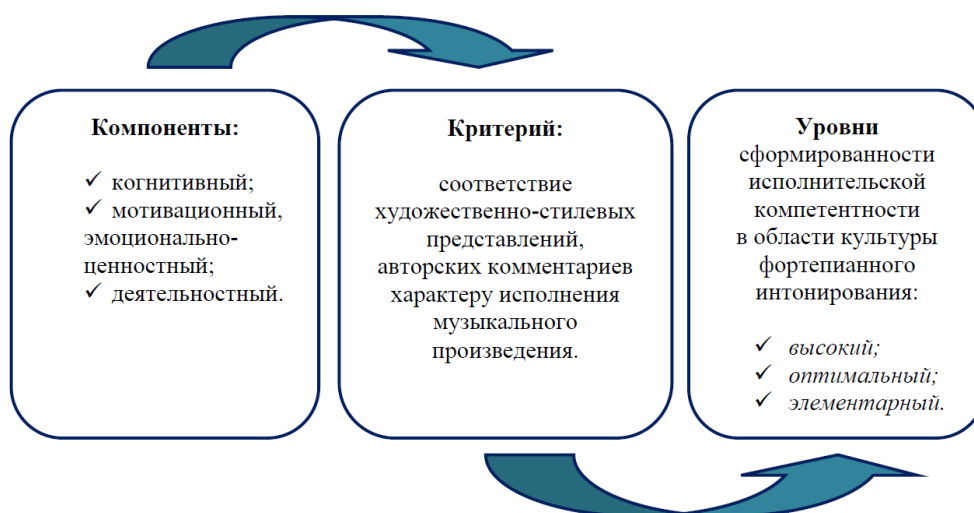 Компоненты:
✓ когнитивный;
✓ мотивационный,
эмоционально-
ценностный;
✓ деятельностный.
Критерий:
соответствие
художественно-стилевых
представлений,
авторских комментариев
характеру исполнения
музыкального
произведения.
Уровни
сформированности
исполнительской
компетентности
в области культуры
фортепианного
интонирования:
✓ высокий;
✓ оптимальный;
✓ элементарный.